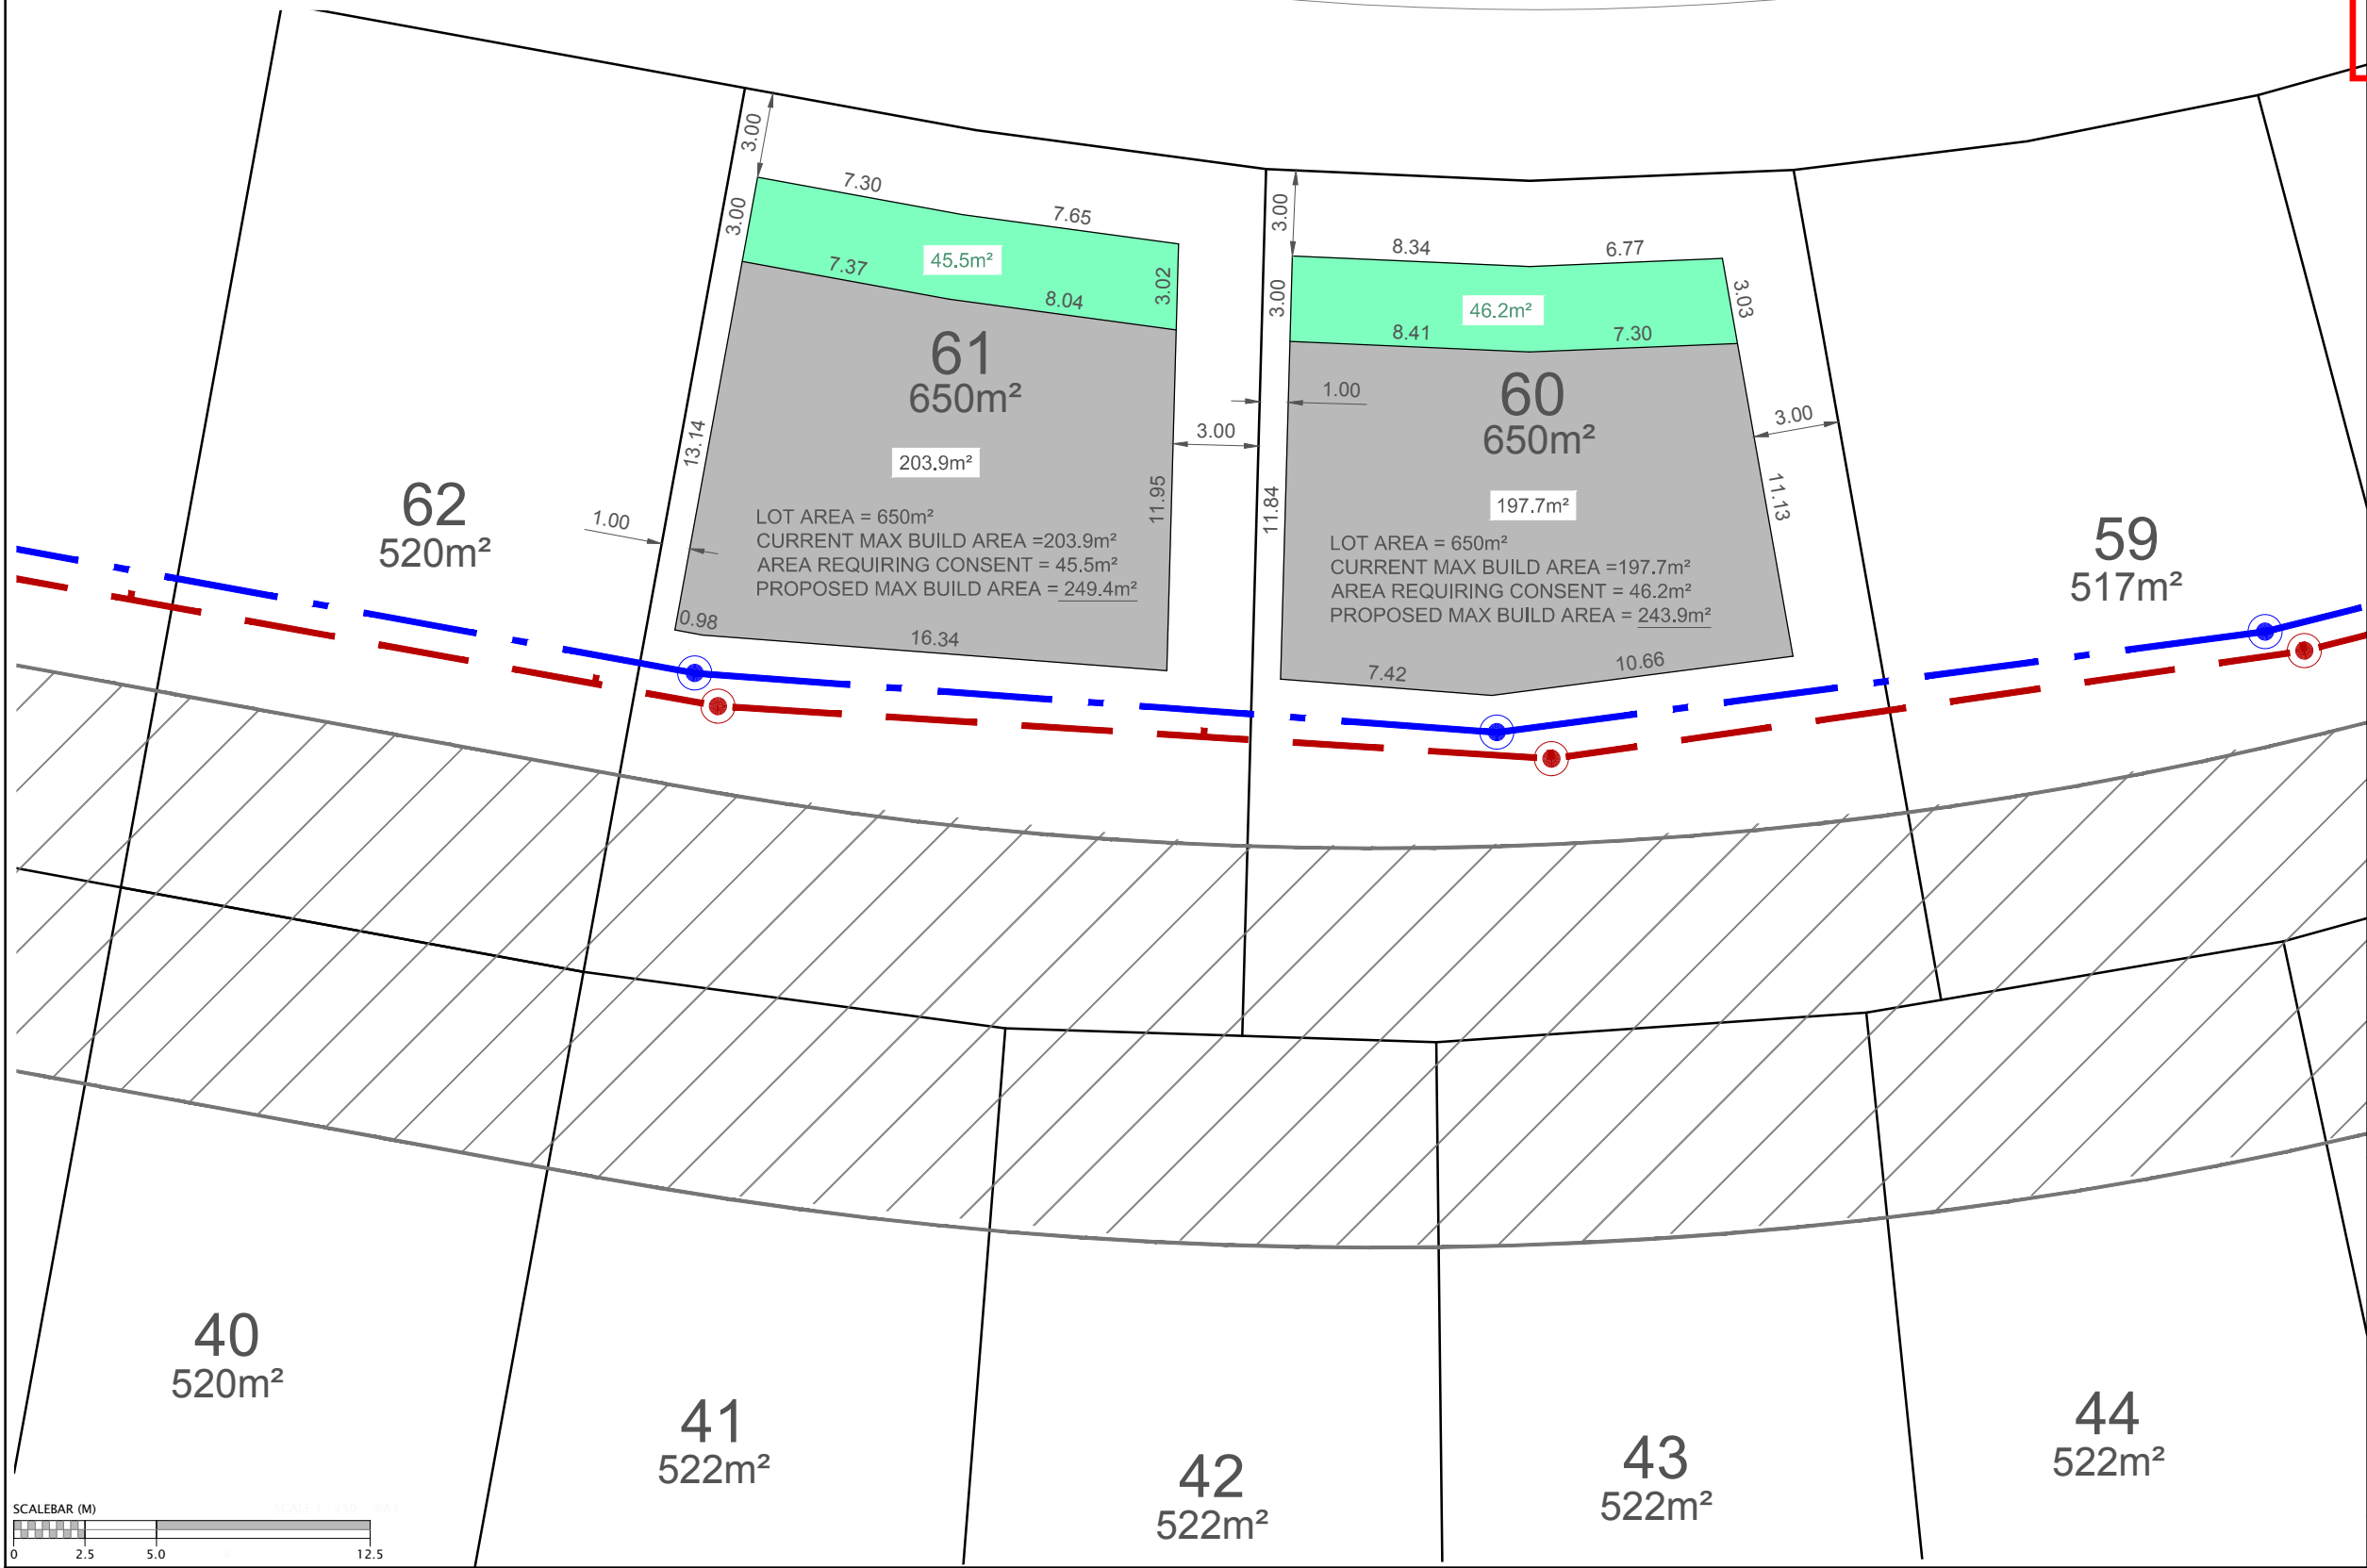 3.00
7.30
7.65
3.00
45.5m²
3.02
7.37
8.04
61
650m²
203.9m²
13.14
3.00
11.95
LOT AREA = 650m²
CURRENT MAX BUILD AREA =203.9m²
AREA REQUIRING CONSENT = 45.5m²
PROPOSED MAX BUILD AREA = 249.4m²
0.98
16.34
1.00
3.00
8.34
6.77
3.00
46.2m²
3.03
8.41
7.30
60
650m²
1.00
3.00
197.7m²
11.84
11.13
LOT AREA = 650m²
CURRENT MAX BUILD AREA =197.7m²
AREA REQUIRING CONSENT = 46.2m²
PROPOSED MAX BUILD AREA = 243.9m²
7.42
10.66
62
520m²
59
517m²
40
520m²
41
522m²
42
522m²
43
522m²
44
522m²
SCALEBAR (M)
0 2.5 5.0 12.5